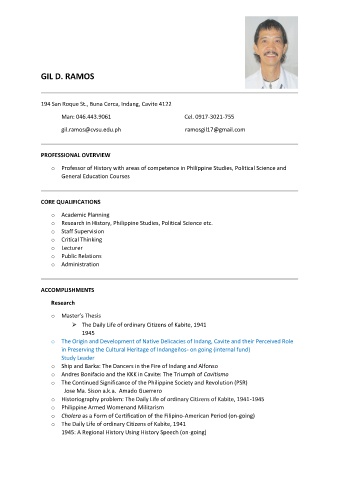 GIL D. RAMOS
194 San Roque St., Buna Cerca, Indang, Cavite 4122
Man: 046.443.9061 Cel. 0917-3021-755
gil.ramos@cvsu.edu.ph ramosgil17@gmail.com
PROFESSIONAL OVERVIEW
o Professor of History with areas of competence in Philippine Studies, Political Science and
General Education Courses
CORE QUALIFICATIONS
o Academic Planning
o Research in History, Philippine Studies, Political Science etc.
o Staff Supervision
o Critical Thinking
o Lecturer
o Public Relations
o Administration
ACCOMPLISHMENTS
Research
o Master's Thesis
➢ The Daily Life of ordinary Citizens of Kabite, 1941
1945
o The Origin and Development of Native Delicacies of Indang, Cavite and their Perceived Role
in Preserving the Cultural Heritage of Indangeños- on going (internal fund)
Study Leader
o Ship and Barka: The Dancers in the Fire of Indang and Alfonso
o Andres Bonifacio and the KKK in Cavite: The Triumph of Cavitismo
o The Continued Significance of the Philippine Society and Revolution (PSR)
Jose Ma. Sison a.k.a. Amado Guerrero
o Historiography problem: The Daily Life of ordinary Citizens of Kabite, 1941-1945
o Philippine Armed Womenand Militarism
o Cholera as a Form of Certification of the Filipino-American Period (on-going)
o The Daily Life of ordinary Citizens of Kabite, 1941
1945: A Regional History Using History Speech (on-going)